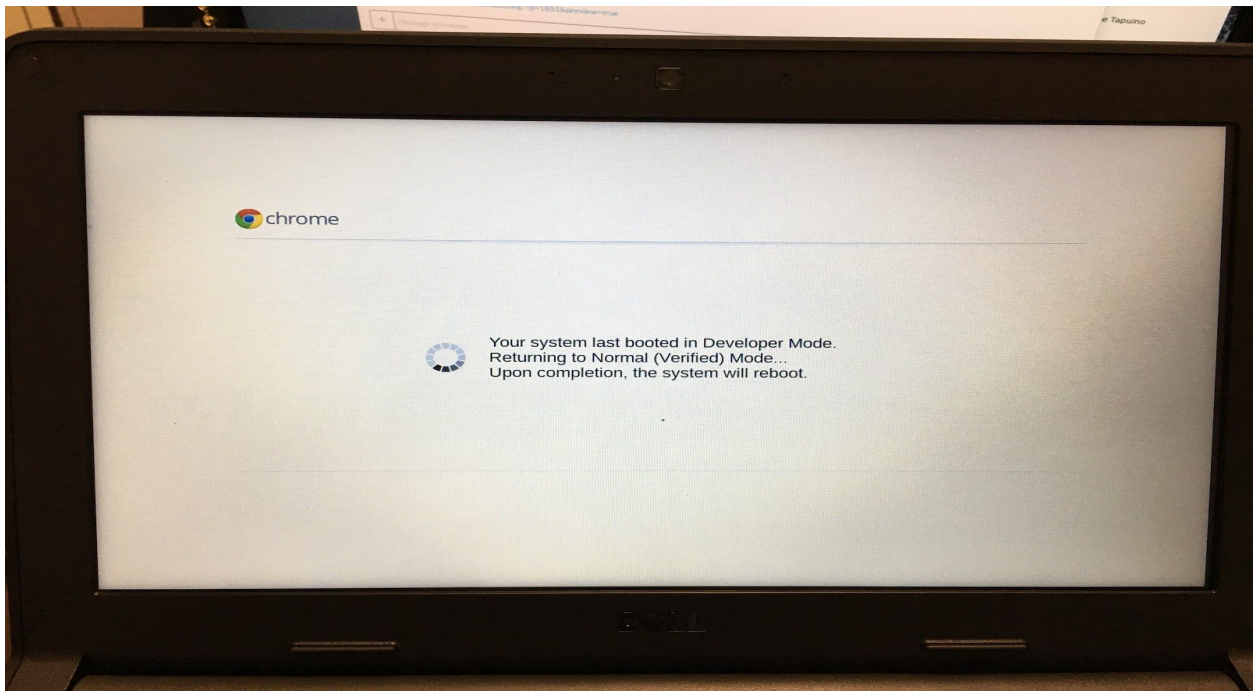 e Tapuino
chrome
Your system last booted in Developer Mode.
Returning to Normal (Verified) Mode...
Upon completion, the system will reboot.
DELL